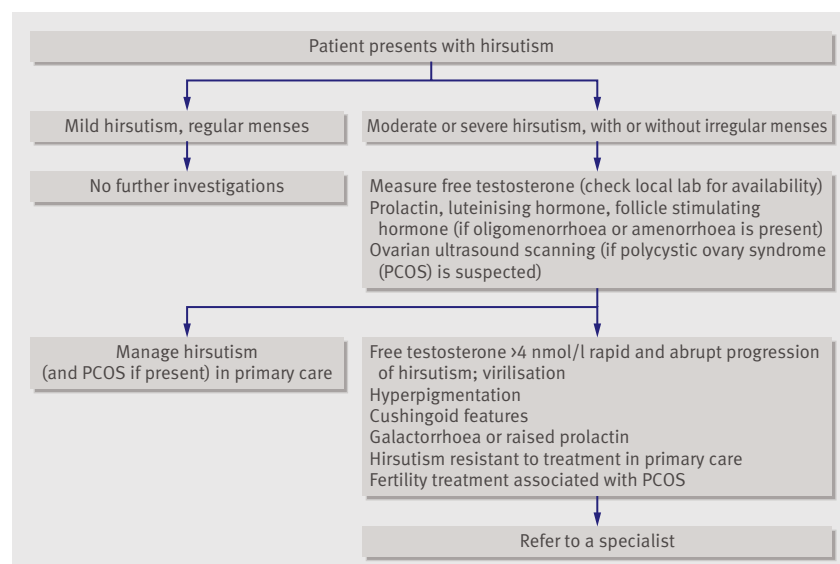 Patient presents with hirsutism
Mild hirsutism, regular menses
Moderate or severe hirsutism, with or without irregular menses
No further investigations
Measure free testosterone (check local lab for availability)
Prolactin, luteinising hormone, follicle stimulating
hormone (if oligomenorrhoea or amenorrhoea is present)
Ovarian ultrasound scanning (if polycystic ovary syndrome
(PCOS) is suspected)
Manage hirsutism
(and PCOS if present) in primary care
Free testosterone >4 nmol/l rapid and abrupt progression
of hirsutism; virilisation
Hyperpigmentation
Cushingoid features
Galactorrhoea or raised prolactin
Hirsutism resistant to treatment in primary care
Fertility treatment associated with PCOS
Refer to a specialist